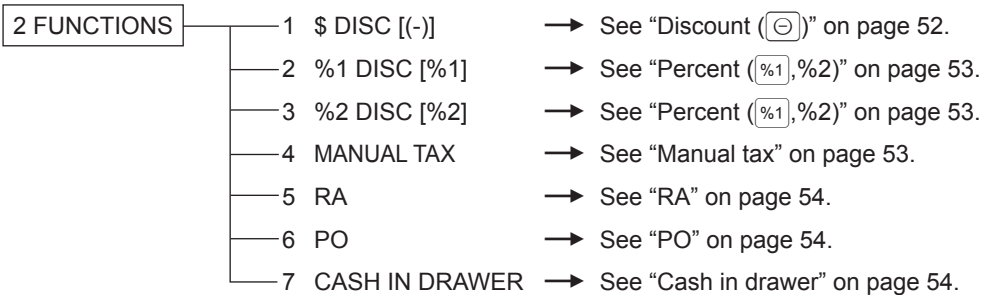 2 FUNCTIONS 1 $ DISC [(-)] → See “Discount (⊖)” on page 52.
2 %1 DISC [%1] → See “Percent (%1,%2)” on page 53.
3 %2 DISC [%2] → See “Percent (%1,%2)” on page 53.
4 MANUAL TAX → See “Manual tax” on page 53.
5 RA → See “RA” on page 54.
6 PO → See “PO” on page 54.
7 CASH IN DRAWER → See “Cash in drawer” on page 54.